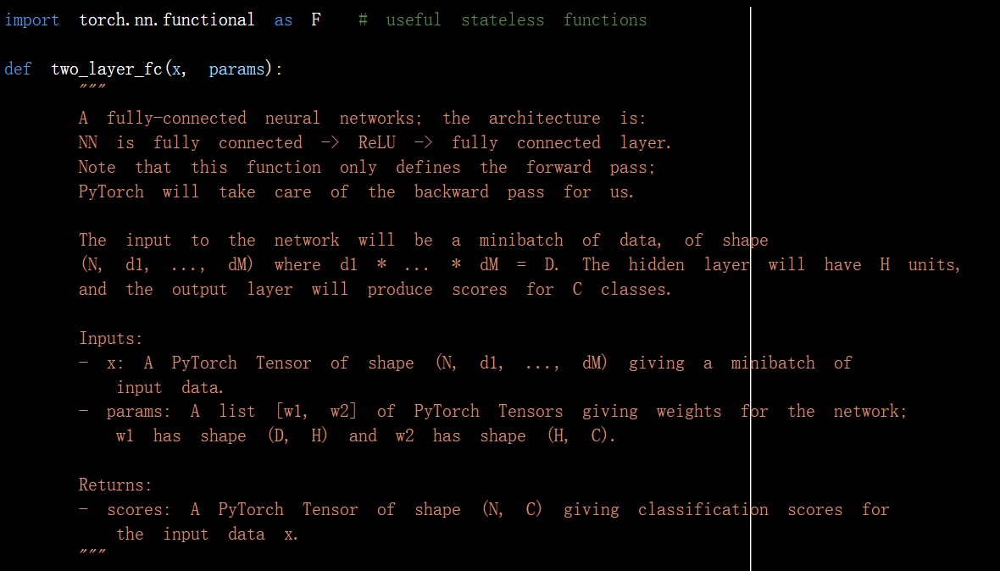 import torch.nn.functional as F # useful stateless functions
def two_layer_fc(x, params):
"""
A fully-connected neural networks; the architecture is:
NN is fully connected -> ReLU -> fully connected layer.
Note that this function only defines the forward pass;
PyTorch will take care of the backward pass for us.
The input to the network will be a minibatch of data, of shape
(N, d1, ..., dM) where d1 * ... * dM = D. The hidden layer will have H units,
and the output layer will produce scores for C classes.
Inputs:
- x: A PyTorch Tensor of shape (N, d1, ..., dM) giving a minibatch of
input data.
- params: A list [w1, w2] of PyTorch Tensors giving weights for the network;
w1 has shape (D, H) and w2 has shape (H, C).
Returns:
- scores: A PyTorch Tensor of shape (N, C) giving classification scores for
the input data x.
"""